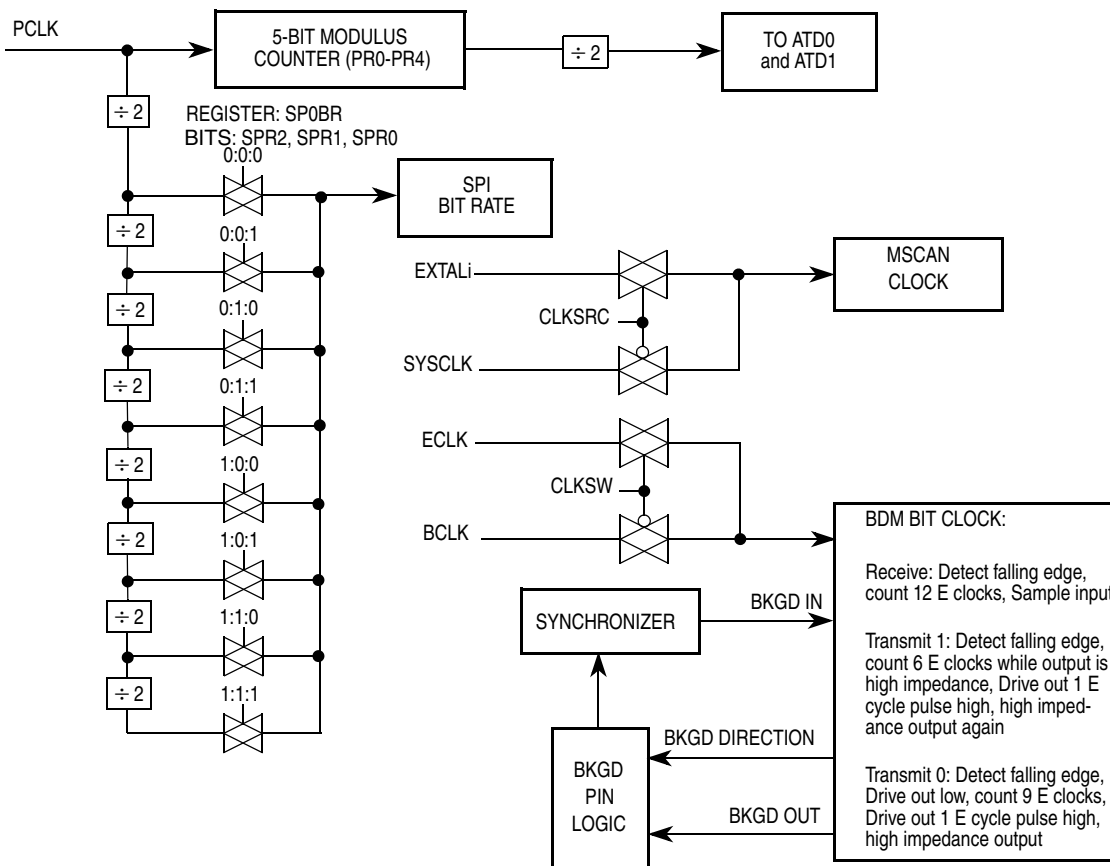 PCLK
5-BIT MODULUS
COUNTER (PR0-PR4)
÷ 2
TO ATD0
and ATD1
÷ 2
REGISTER: SP0BR
BITS: SPR2, SPR1, SPR0
0:0:0
SPI
BIT RATE
÷ 2
0:0:1
÷ 2
0:1:0
÷ 2
0:1:1
÷ 2
1:0:0
÷ 2
1:0:1
÷ 2
1:1:0
÷ 2
1:1:1
EXTALi
CLKSRC
SYSCLK
MSCAN
CLOCK
ECLK
CLKSW
BCLK
SYNCHRONIZER
BKGD IN
BKGD DIRECTION
BKGD OUT
BKGD
PIN
LOGIC
BDM BIT CLOCK:
Receive: Detect falling edge,
count 12 E clocks, Sample input
Transmit 1: Detect falling edge,
count 6 E clocks while output is
high impedance, Drive out 1 E
cycle pulse high, high imped-
ance output again
Transmit 0: Detect falling edge,
Drive out low, count 9 E clocks,
Drive out 1 E cycle pulse high,
high impedance output